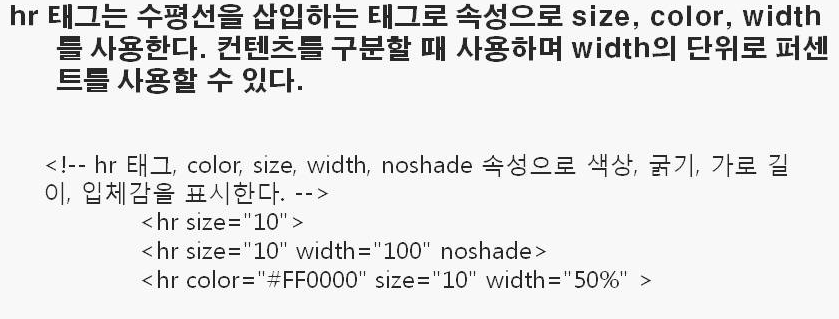 hr 태그는 수평선을 삽입하는 태그로 속성으로 size, color, width
를 사용한다. 컨텐츠를 구분할 때 사용하며 width의 단위로 퍼센
트를 사용할 수 있다.
<!-- hr 태그, color, size, width, noshade 속성으로 색상, 굵기, 가로 길
이, 입체감을 표시한다. -->
<hr size="10">
<hr size="10" width="100" noshade>
<hr color="#FF0000" size="10" width="50%" >